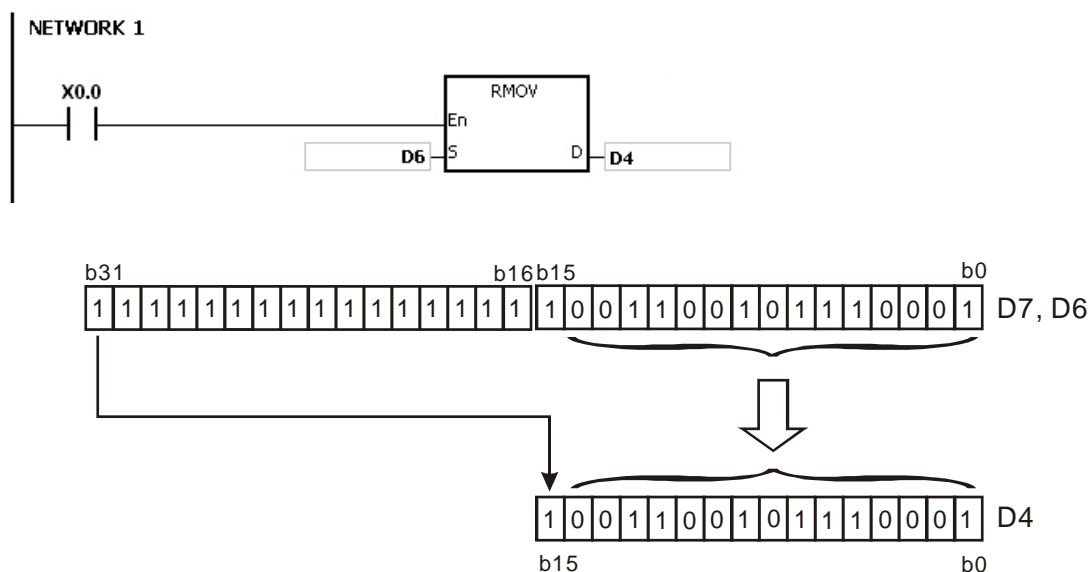 NETWORK 1
X0.0
RMOV
En
D6 S D D4
b31 b16 b15 b0
1 1 1 1 1 1 1 1 1 1 1 1 1 1 1 1 1 0 0 1 1 0 0 1 0 1 1 1 0 0 0 1 D7, D6
1 0 0 1 1 0 0 1 0 1 1 1 0 0 0 1 D4
b15 b0